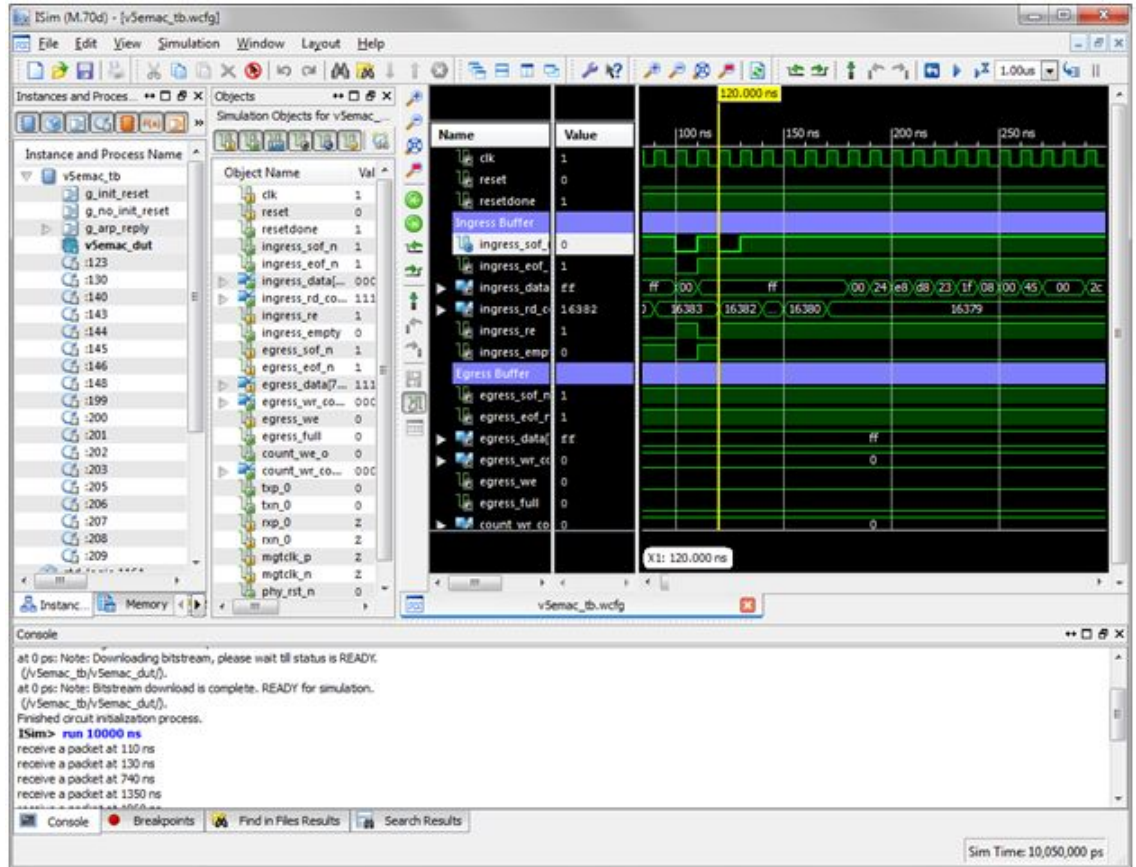 ISim (M.70d) - [v5emac_tb.wcfg]
File Edit View Simulation Window Layout Help
1.00us
Instances and Proces...
Instance and Process Name
v5emac_tb
g_init_reset
g_no_init_reset
g_arp_reply
v5emac_dut
:123
:130
:140
:143
:144
:145
:146
:148
:199
:200
:201
:202
:203
:205
:206
:207
:208
:209
Instanc
Memory
Objects
Simulation Objects for v5emac_...
Object Name Val
clk 1
reset 0
resetdone 1
ingress_sof_n 1
ingress_eof_n 1
ingress_data[... 000
ingress_rd_co... 111
ingress_re 1
ingress_empty 0
egress_sof_n 1
egress_eof_n 1
egress_data[7... 111
egress_wr_co... 000
egress_we 0
egress_full 0
count_we_o 0
count_wr_co... 000
txp_0 0
txn_0 0
rxp_0 z
rxn_0 z
mgtclk_p z
mgtclk_n z
phy_rst_n 0
120.000 ns
Name Value
100 ns 150 ns 200 ns 250 ns
clk 1
reset 0
resetdone 1
Ingress Buffer
ingress_sof_ 0
ingress_eof_ 1
ingress_data ff ff 00 ff 00 24 e8 d8 23 1f 08 00 45 00 2c
ingress_rd_c 16382 16383 16382 ... 16380 16379
ingress_re 1
ingress_emp 0
Egress Buffer
egress_sof_n 1
egress_eof_r 1
egress_data[ ff ff
egress_wr_cc 0 0
egress_we 0
egress_full 0
count_wr_co 0 0
X1: 120.000 ns
v5emac_tb.wcfg
Console
at 0 ps: Note: Downloading bitstream, please wait till status is READY.
(/v5emac_tb/v5emac_dut/).
at 0 ps: Note: Bitstream download is complete. READY for simulation.
(/v5emac_tb/v5emac_dut/).
Finished circuit initialization process.
ISim> run 10000 ns
receive a packet at 110 ns
receive a packet at 130 ns
receive a packet at 740 ns
receive a packet at 1350 ns
Console Breakpoints Find in Files Results Search Results
Sim Time: 10,050,000 ps